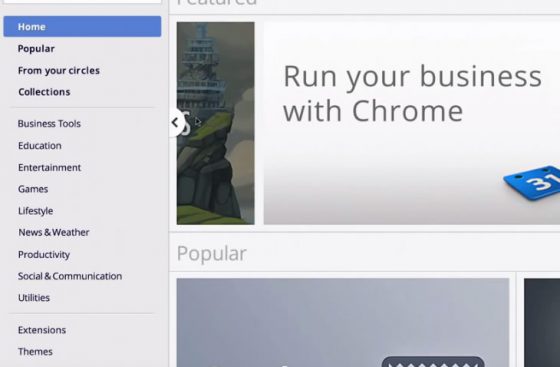 Featured
Home
Popular
From your circles
Collections
Business Tools
Education
Entertainment
Games
Lifestyle
News & Weather
Productivity
Social & Communication
Utilities
Extensions
Themes
Run your business
with Chrome
31
Popular